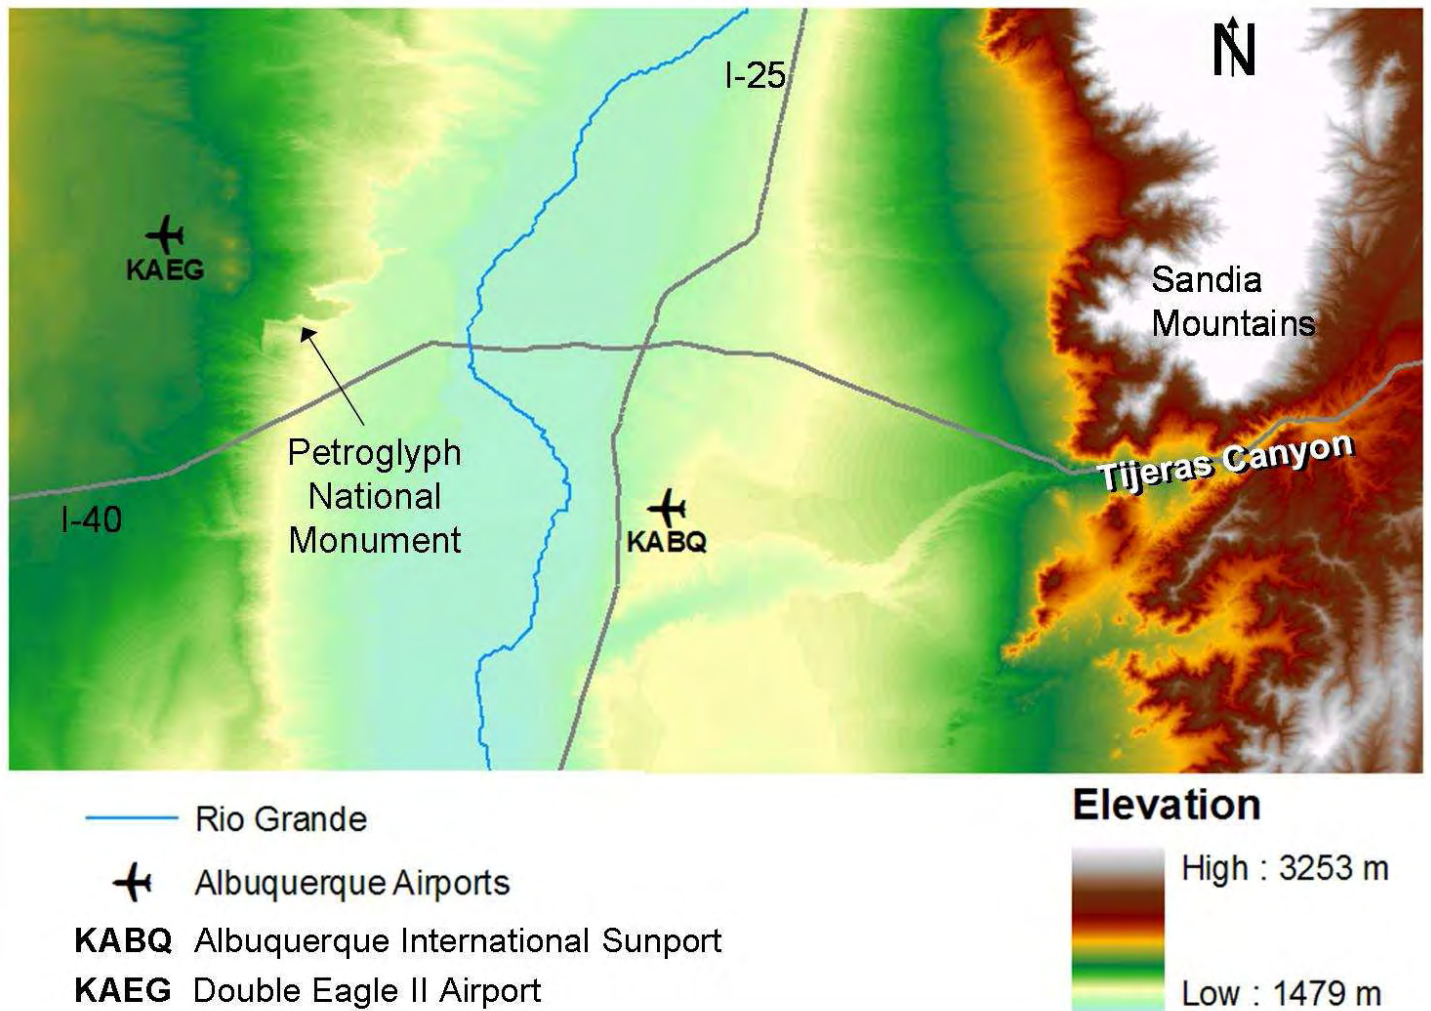 I-25
N
KAEG
Sandia
Mountains
Petroglyph
National
Monument
Tijeras Canyon
I-40
KABQ
Rio Grande
Albuquerque Airports
KABQ Albuquerque International Sunport
KAEG Double Eagle II Airport
Elevation
High : 3253 m
Low : 1479 m